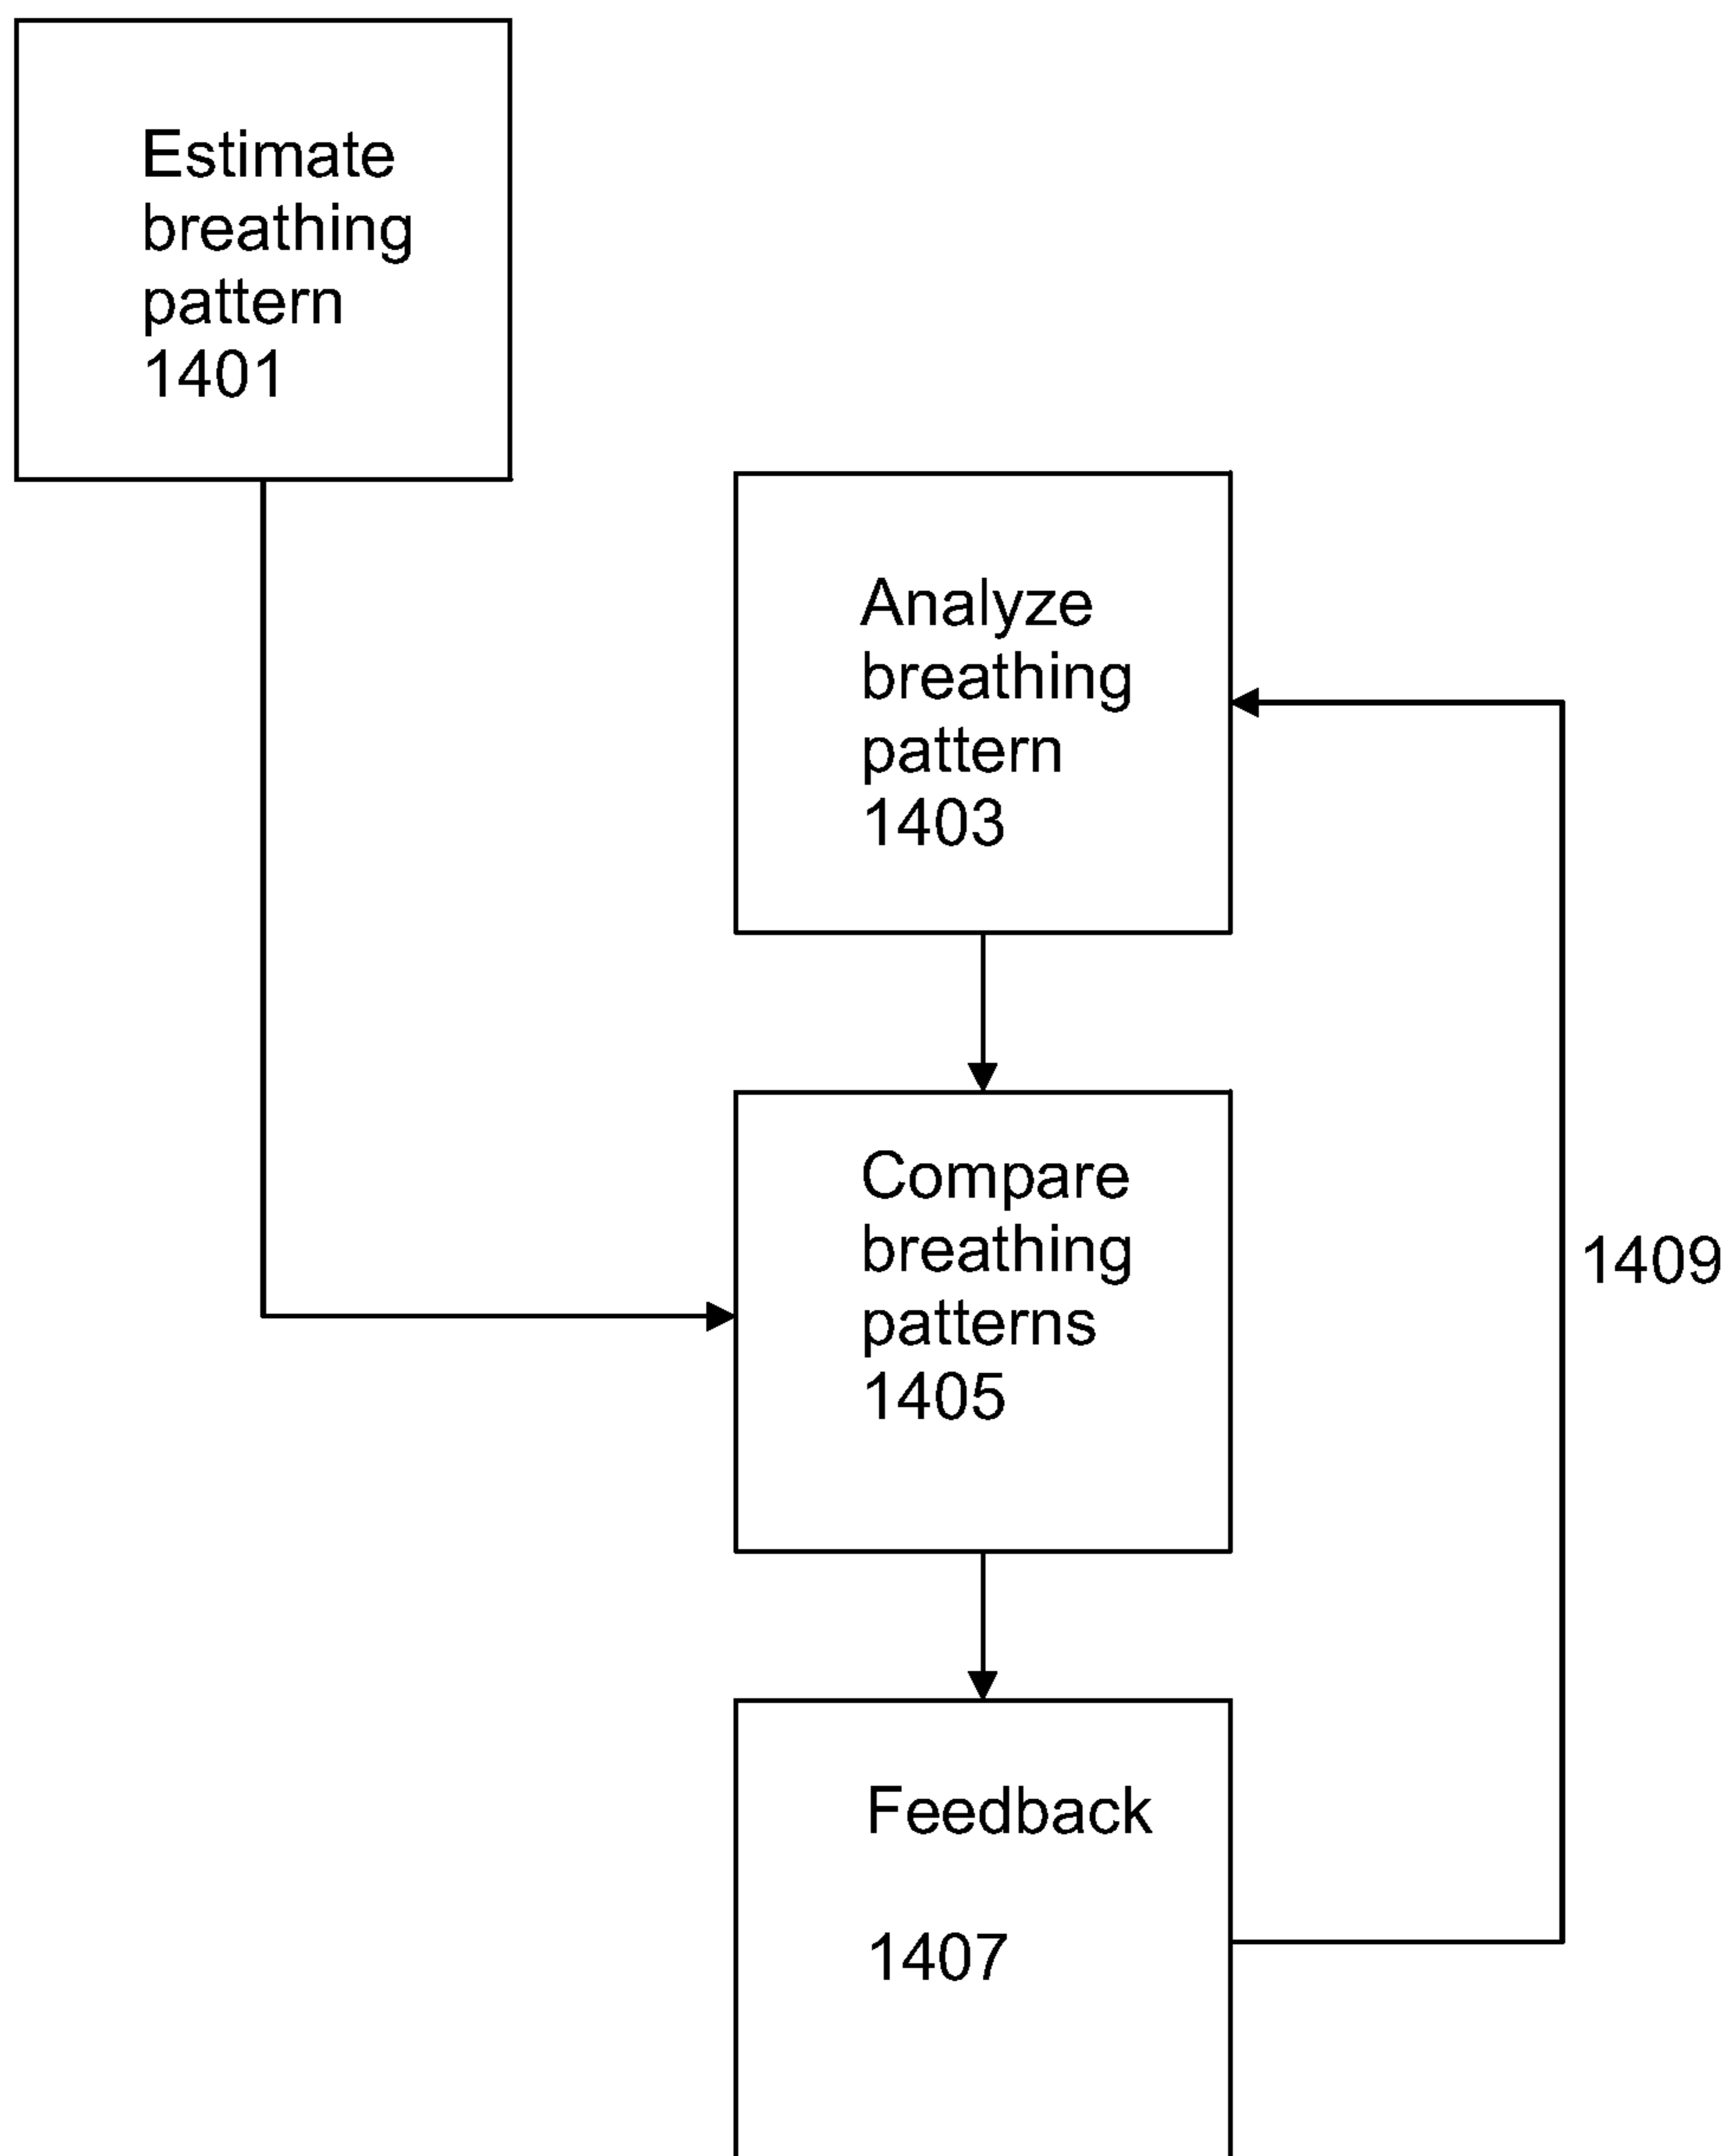 Estimate
breathing
pattern
1401
Analyze
breathing
pattern
1403
Compare
breathing
patterns
1405
1409
Feedback
1407